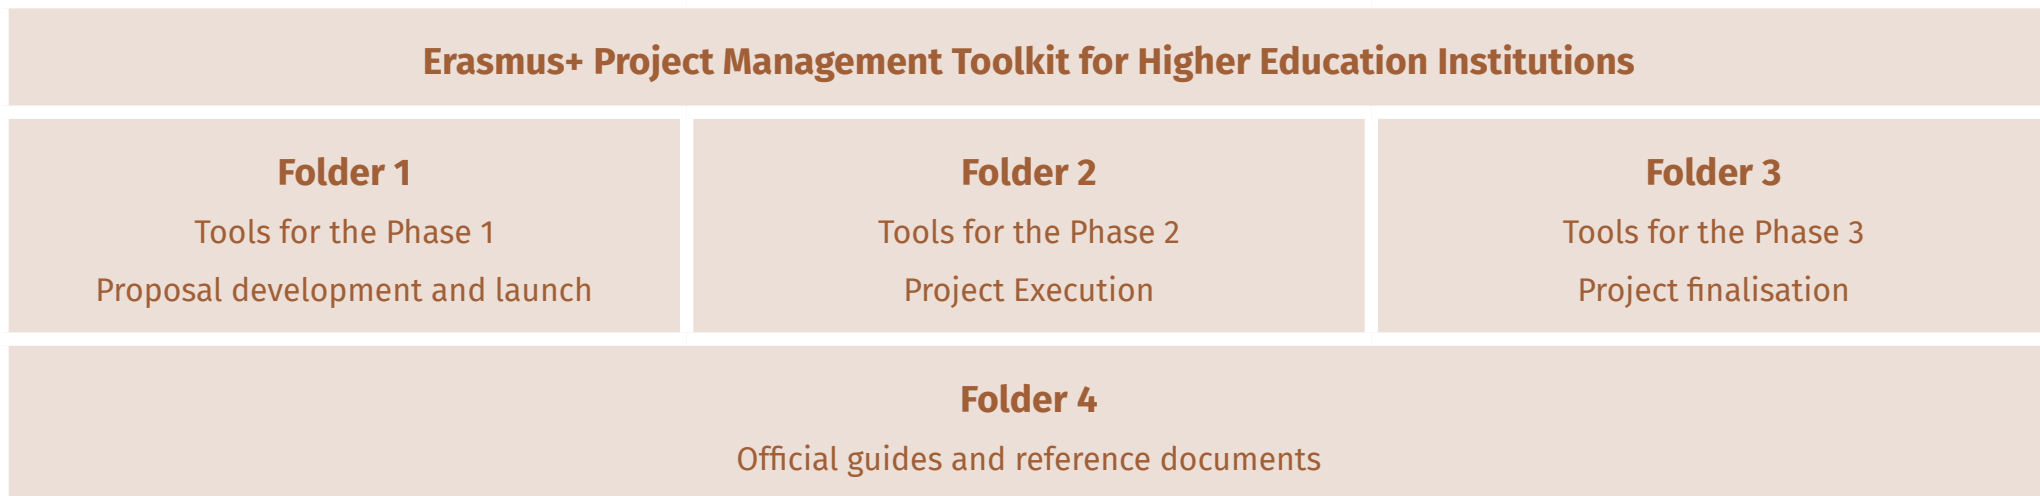 Erasmus+ Project Management Toolkit for Higher Education Institutions
Folder 1
Tools for the Phase 1
Proposal development and launch
Folder 2
Tools for the Phase 2
Project Execution
Folder 3
Tools for the Phase 3
Project finalisation
Folder 4
Official guides and reference documents